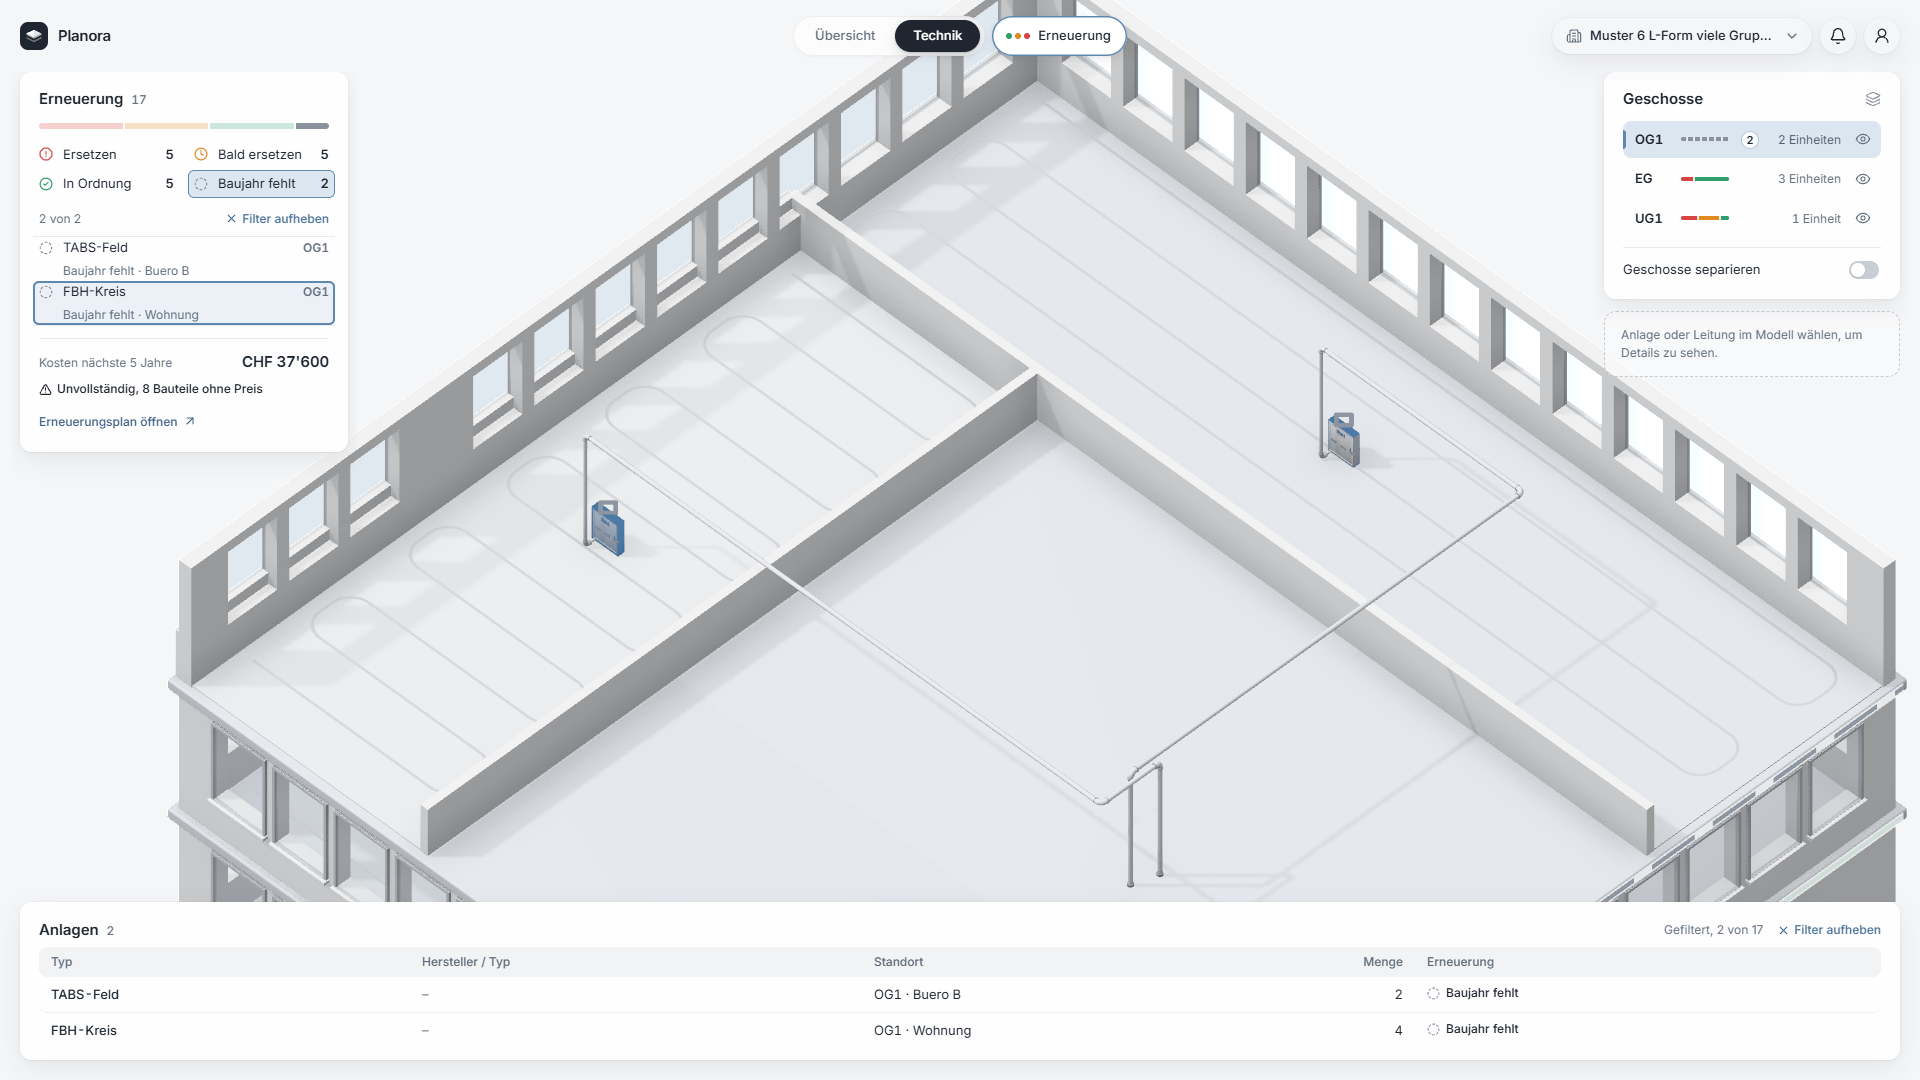 Planora
Übersicht
Technik
Erneuerung
Muster 6 L-Form viele Grup...
Erneuerung 17
Ersetzen 5
Bald ersetzen 5
In Ordnung 5
Baujahr fehlt 2
2 von 2
Filter aufheben
TABS-Feld OG1
Baujahr fehlt · Buero B
FBH-Kreis OG1
Baujahr fehlt · Wohnung
Kosten nächste 5 Jahre CHF 37'600
Unvollständig, 8 Bauteile ohne Preis
Erneuerungsplan öffnen
Geschosse
OG1 2 2 Einheiten
EG 3 Einheiten
UG1 1 Einheit
Geschosse separieren
Anlage oder Leitung im Modell wählen, um
Details zu sehen.
Anlagen 2
Gefiltert, 2 von 17
Filter aufheben
Typ Hersteller / Typ Standort Menge Erneuerung
TABS-Feld – OG1 · Buero B 2 Baujahr fehlt
FBH-Kreis – OG1 · Wohnung 4 Baujahr fehlt